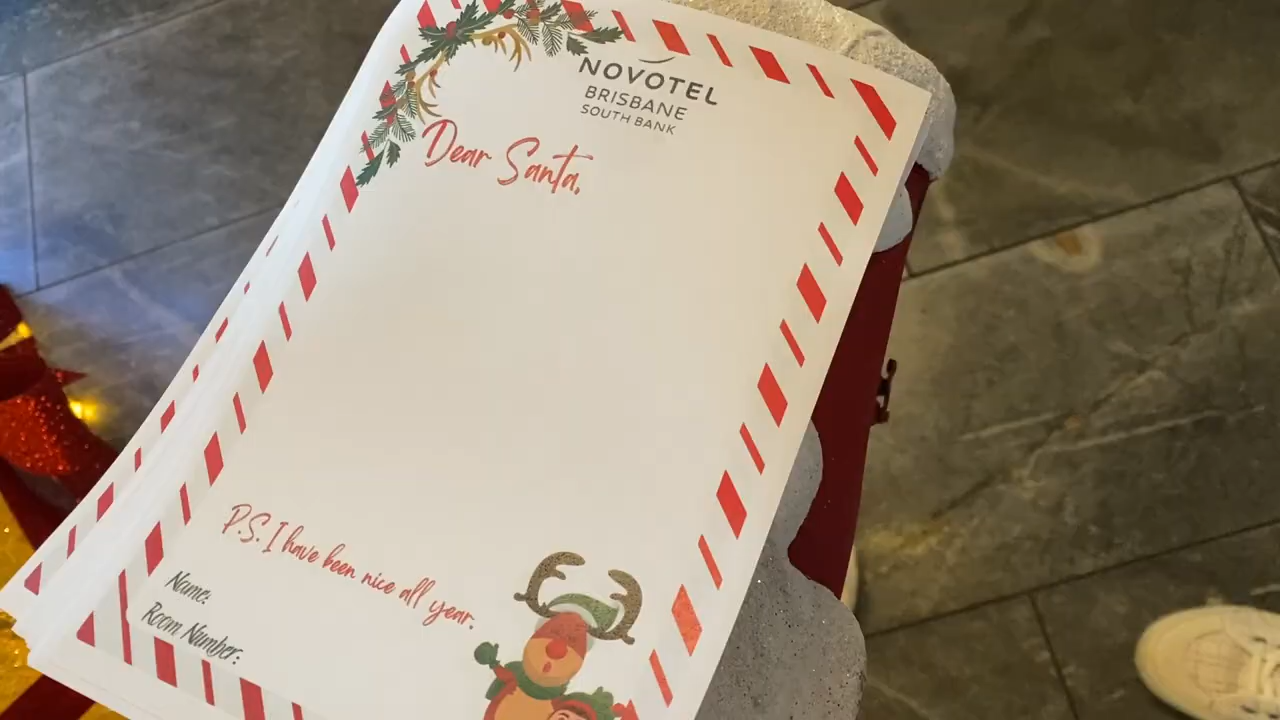 NOVOTEL
BRISBANE
SOUTH BANK
Dear Santa,
P.S. I have been nice all year.
Name:
Room Number: